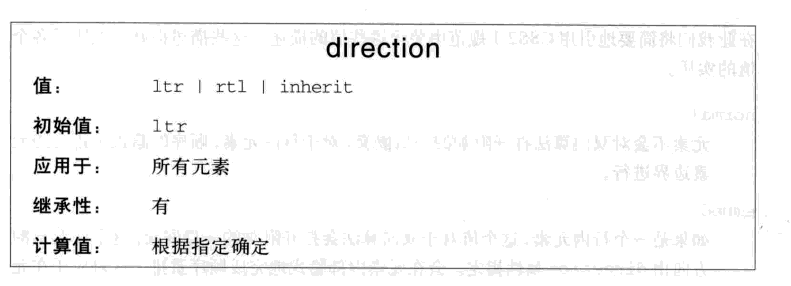 direction
值： ltr | rtl | inherit
初始值： ltr
应用于： 所有元素
继承性： 有
计算值： 根据指定确定